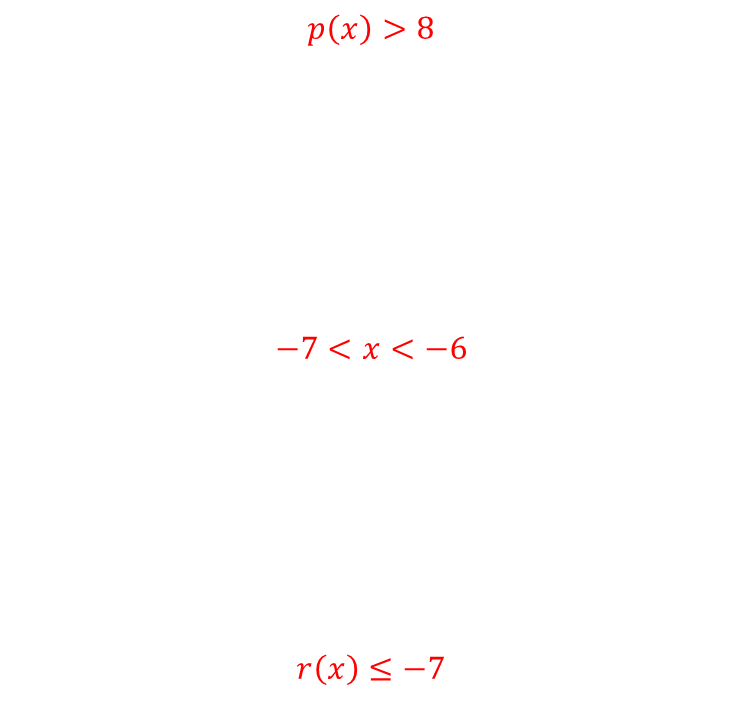 p(x) > 8
−7 < x < −6
r(x) ≤ −7